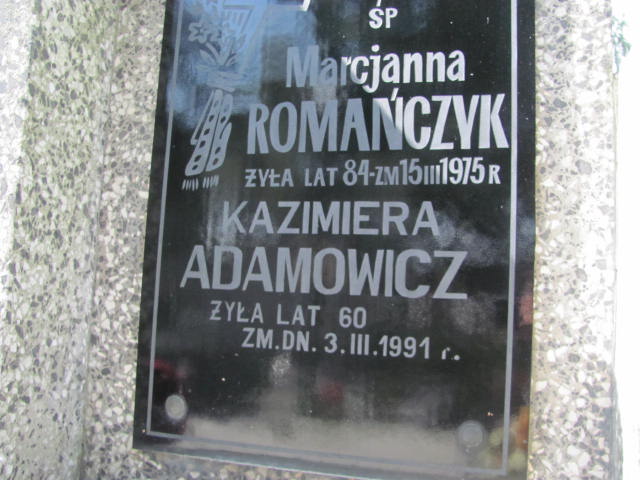 ŚP
Marcjanna
ROMAŃCZYK
ŻYŁA LAT 84-ZM 15 III 1975 R
KAZIMIERA
ADAMOWICZ
ŻYŁA LAT 60
ZM. DN. 3. III. 1991 r.